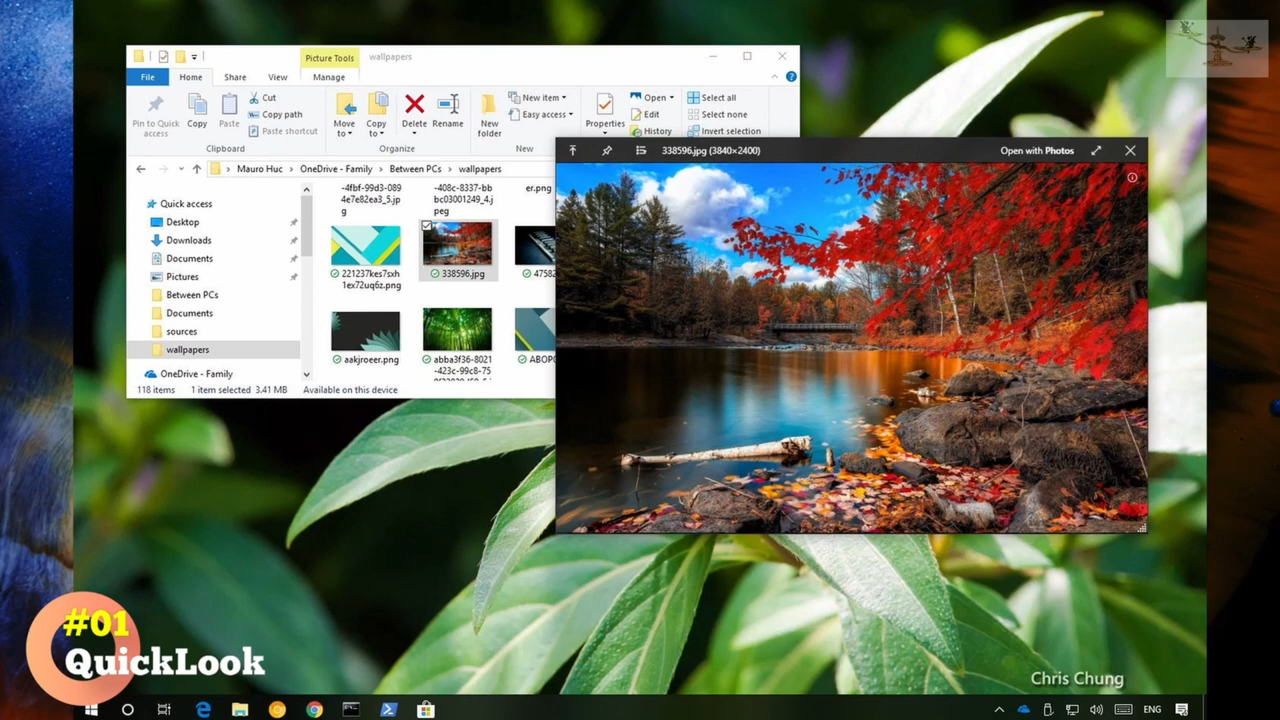 Picture Tools
wallpapers
File
Home
Share
View
Manage
Pin to Quick
access
Copy
Paste
Cut
Copy path
Paste shortcut
Move
to
Copy
to
Delete
Rename
New
folder
New item
Easy access
Properties
Open
Edit
History
Select all
Select none
Invert selection
Clipboard
Organize
New
Mauro Huc > OneDrive - Family > Between PCs > wallpapers
Quick access
Desktop
Downloads
Documents
Pictures
Between PCs
Documents
sources
wallpapers
OneDrive - Family
-4fbf-99d3-089
4e7e82ea3_5.jp
g
-408c-8337-bb
bc03001249_4.j
peg
er.png
221237kes7sxh
1ex72uq6z.png
338596.jpg
4758
aakjroeer.png
abba3f36-8021
-423c-99c8-75
ABOP
118 items 1 item selected 3.41 MB Available on this device
338596.jpg (3840×2400)
Open with Photos
#01
QuickLook
Chris Chung
ENG